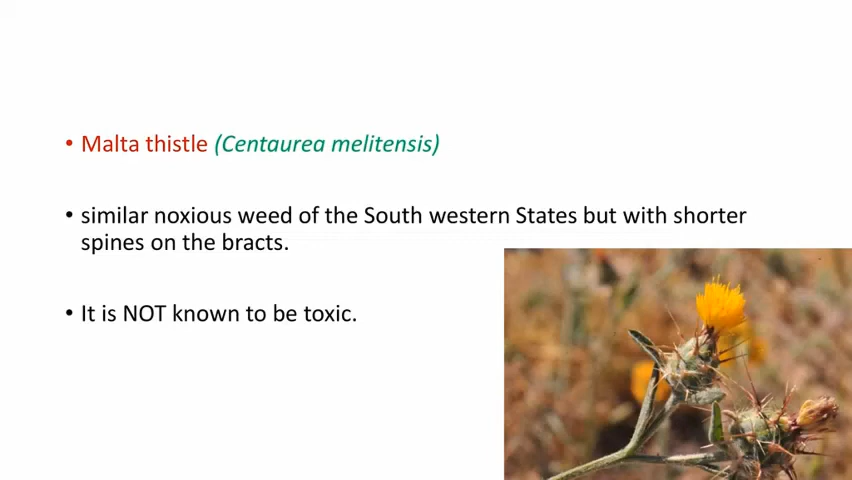 • Malta thistle (Centaurea melitensis)
• similar noxious weed of the South western States but with shorter
spines on the bracts.
• It is NOT known to be toxic.